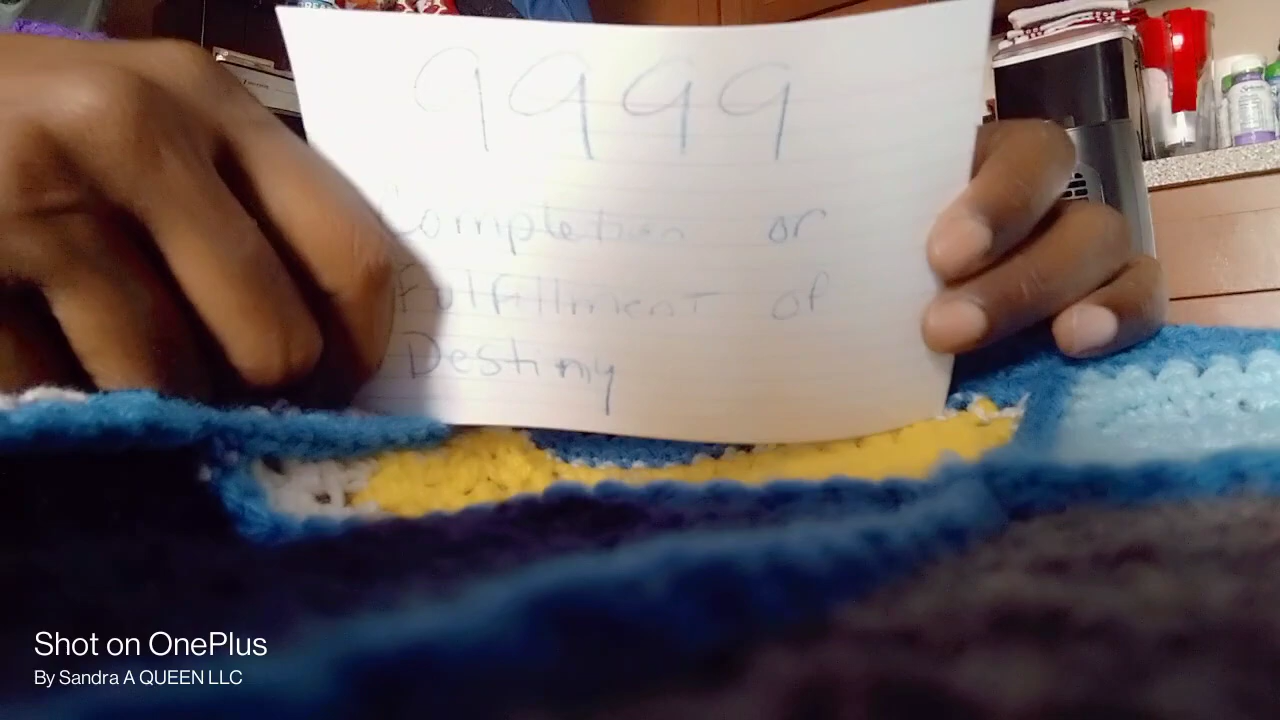 9999
Completion or
Fulfillment of
Destiny
Shot on OnePlus
By Sandra A QUEEN LLC